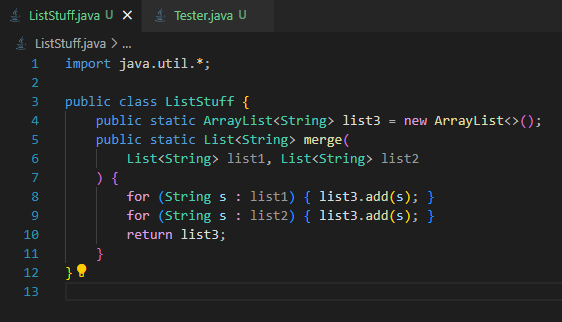 ListStuff.java U × Tester.java U
ListStuff.java > ...
1 import java.util.*;
2
3 public class ListStuff {
4     public static ArrayList<String> list3 = new ArrayList<>();
5     public static List<String> merge(
6         List<String> list1, List<String> list2
7     ) {
8         for (String s : list1) { list3.add(s); }
9         for (String s : list2) { list3.add(s); }
10         return list3;
11     }
12 }
13